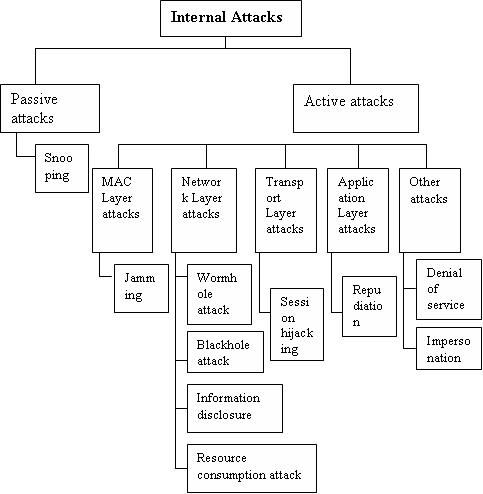 Internal Attacks
Passive
attacks
Active attacks
Snoo
ping
MAC
Layer
attacks
Networ
k Layer
attacks
Transp
ort
Layer
attacks
Applic
ation
Layer
attacks
Other
attacks
Jamm
ing
Wormh
ole
attack
Blackhole
attack
Information
disclosure
Resource
consumption attack
Sessi
on
hijac
king
Repu
diatio
n
Denial
of
service
Imperso
nation